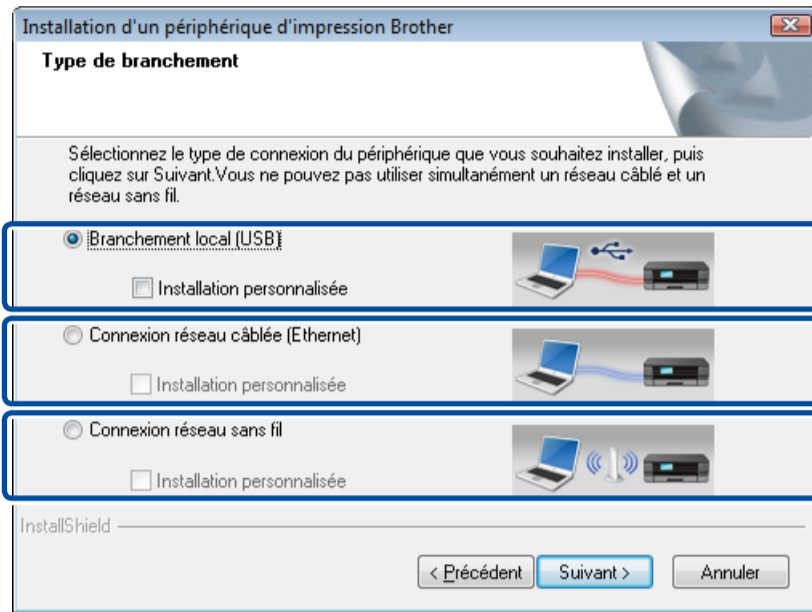 Installation d'un périphérique d'impression Brother
Type de branchement
Sélectionnez le type de connexion du périphérique que vous souhaitez installer, puis
cliquez sur Suivant.Vous ne pouvez pas utiliser simultanément un réseau câblé et un
réseau sans fil.
Branchement local (USB)
Installation personnalisée
Connexion réseau câblée (Ethernet)
Installation personnalisée
Connexion réseau sans fil
Installation personnalisée
InstallShield
< Précédent
Suivant >
Annuler